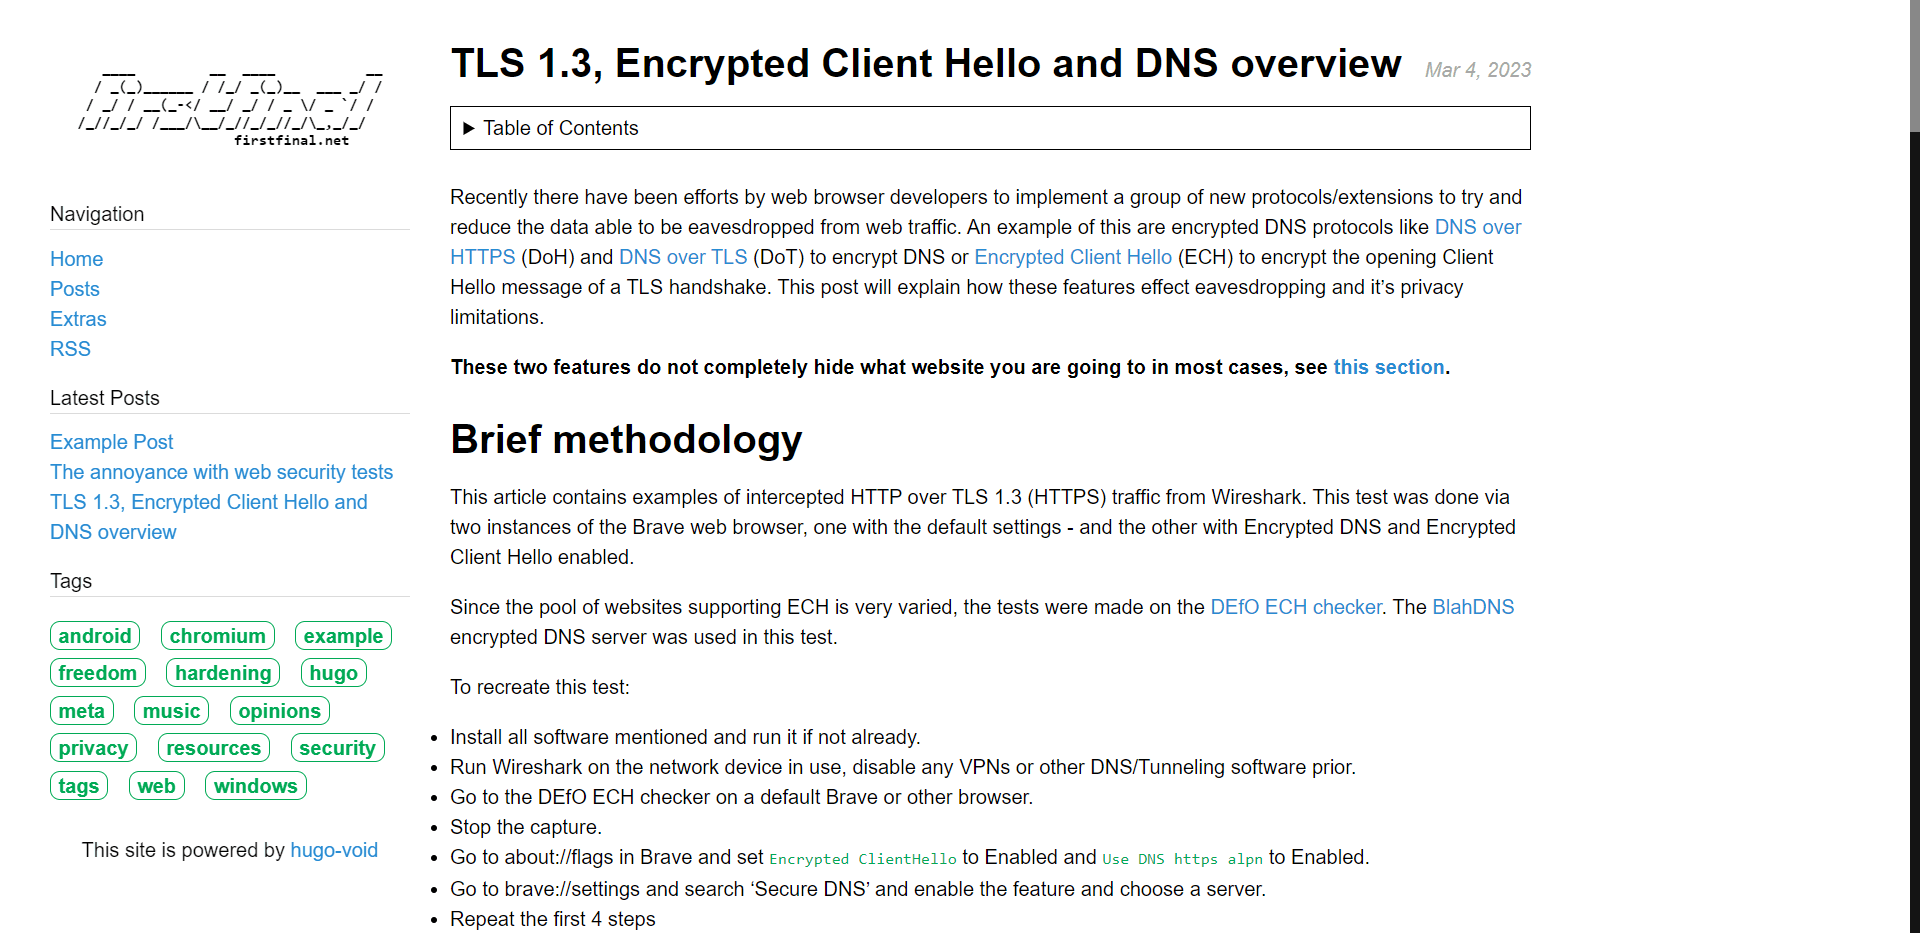 firstfinal.net
Navigation
Home
Posts
Extras
RSS
Latest Posts
Example Post
The annoyance with web security tests
TLS 1.3, Encrypted Client Hello and
DNS overview
Tags
android chromium example
freedom hardening hugo
meta music opinions
privacy resources security
tags web windows
This site is powered by hugo-void
TLS 1.3, Encrypted Client Hello and DNS overview Mar 4, 2023
Table of Contents
Recently there have been efforts by web browser developers to implement a group of new protocols/extensions to try and
reduce the data able to be eavesdropped from web traffic. An example of this are encrypted DNS protocols like DNS over
HTTPS (DoH) and DNS over TLS (DoT) to encrypt DNS or Encrypted Client Hello (ECH) to encrypt the opening Client
Hello message of a TLS handshake. This post will explain how these features effect eavesdropping and it’s privacy
limitations.
These two features do not completely hide what website you are going to in most cases, see this section.
Brief methodology
This article contains examples of intercepted HTTP over TLS 1.3 (HTTPS) traffic from Wireshark. This test was done via
two instances of the Brave web browser, one with the default settings - and the other with Encrypted DNS and Encrypted
Client Hello enabled.
Since the pool of websites supporting ECH is very varied, the tests were made on the DEfO ECH checker. The BlahDNS
encrypted DNS server was used in this test.
To recreate this test:
• Install all software mentioned and run it if not already.
• Run Wireshark on the network device in use, disable any VPNs or other DNS/Tunneling software prior.
• Go to the DEfO ECH checker on a default Brave or other browser.
• Stop the capture.
• Go to about://flags in Brave and set Encrypted ClientHello to Enabled and Use DNS https alpn to Enabled.
• Go to brave://settings and search ‘Secure DNS’ and enable the feature and choose a server.
• Repeat the first 4 steps